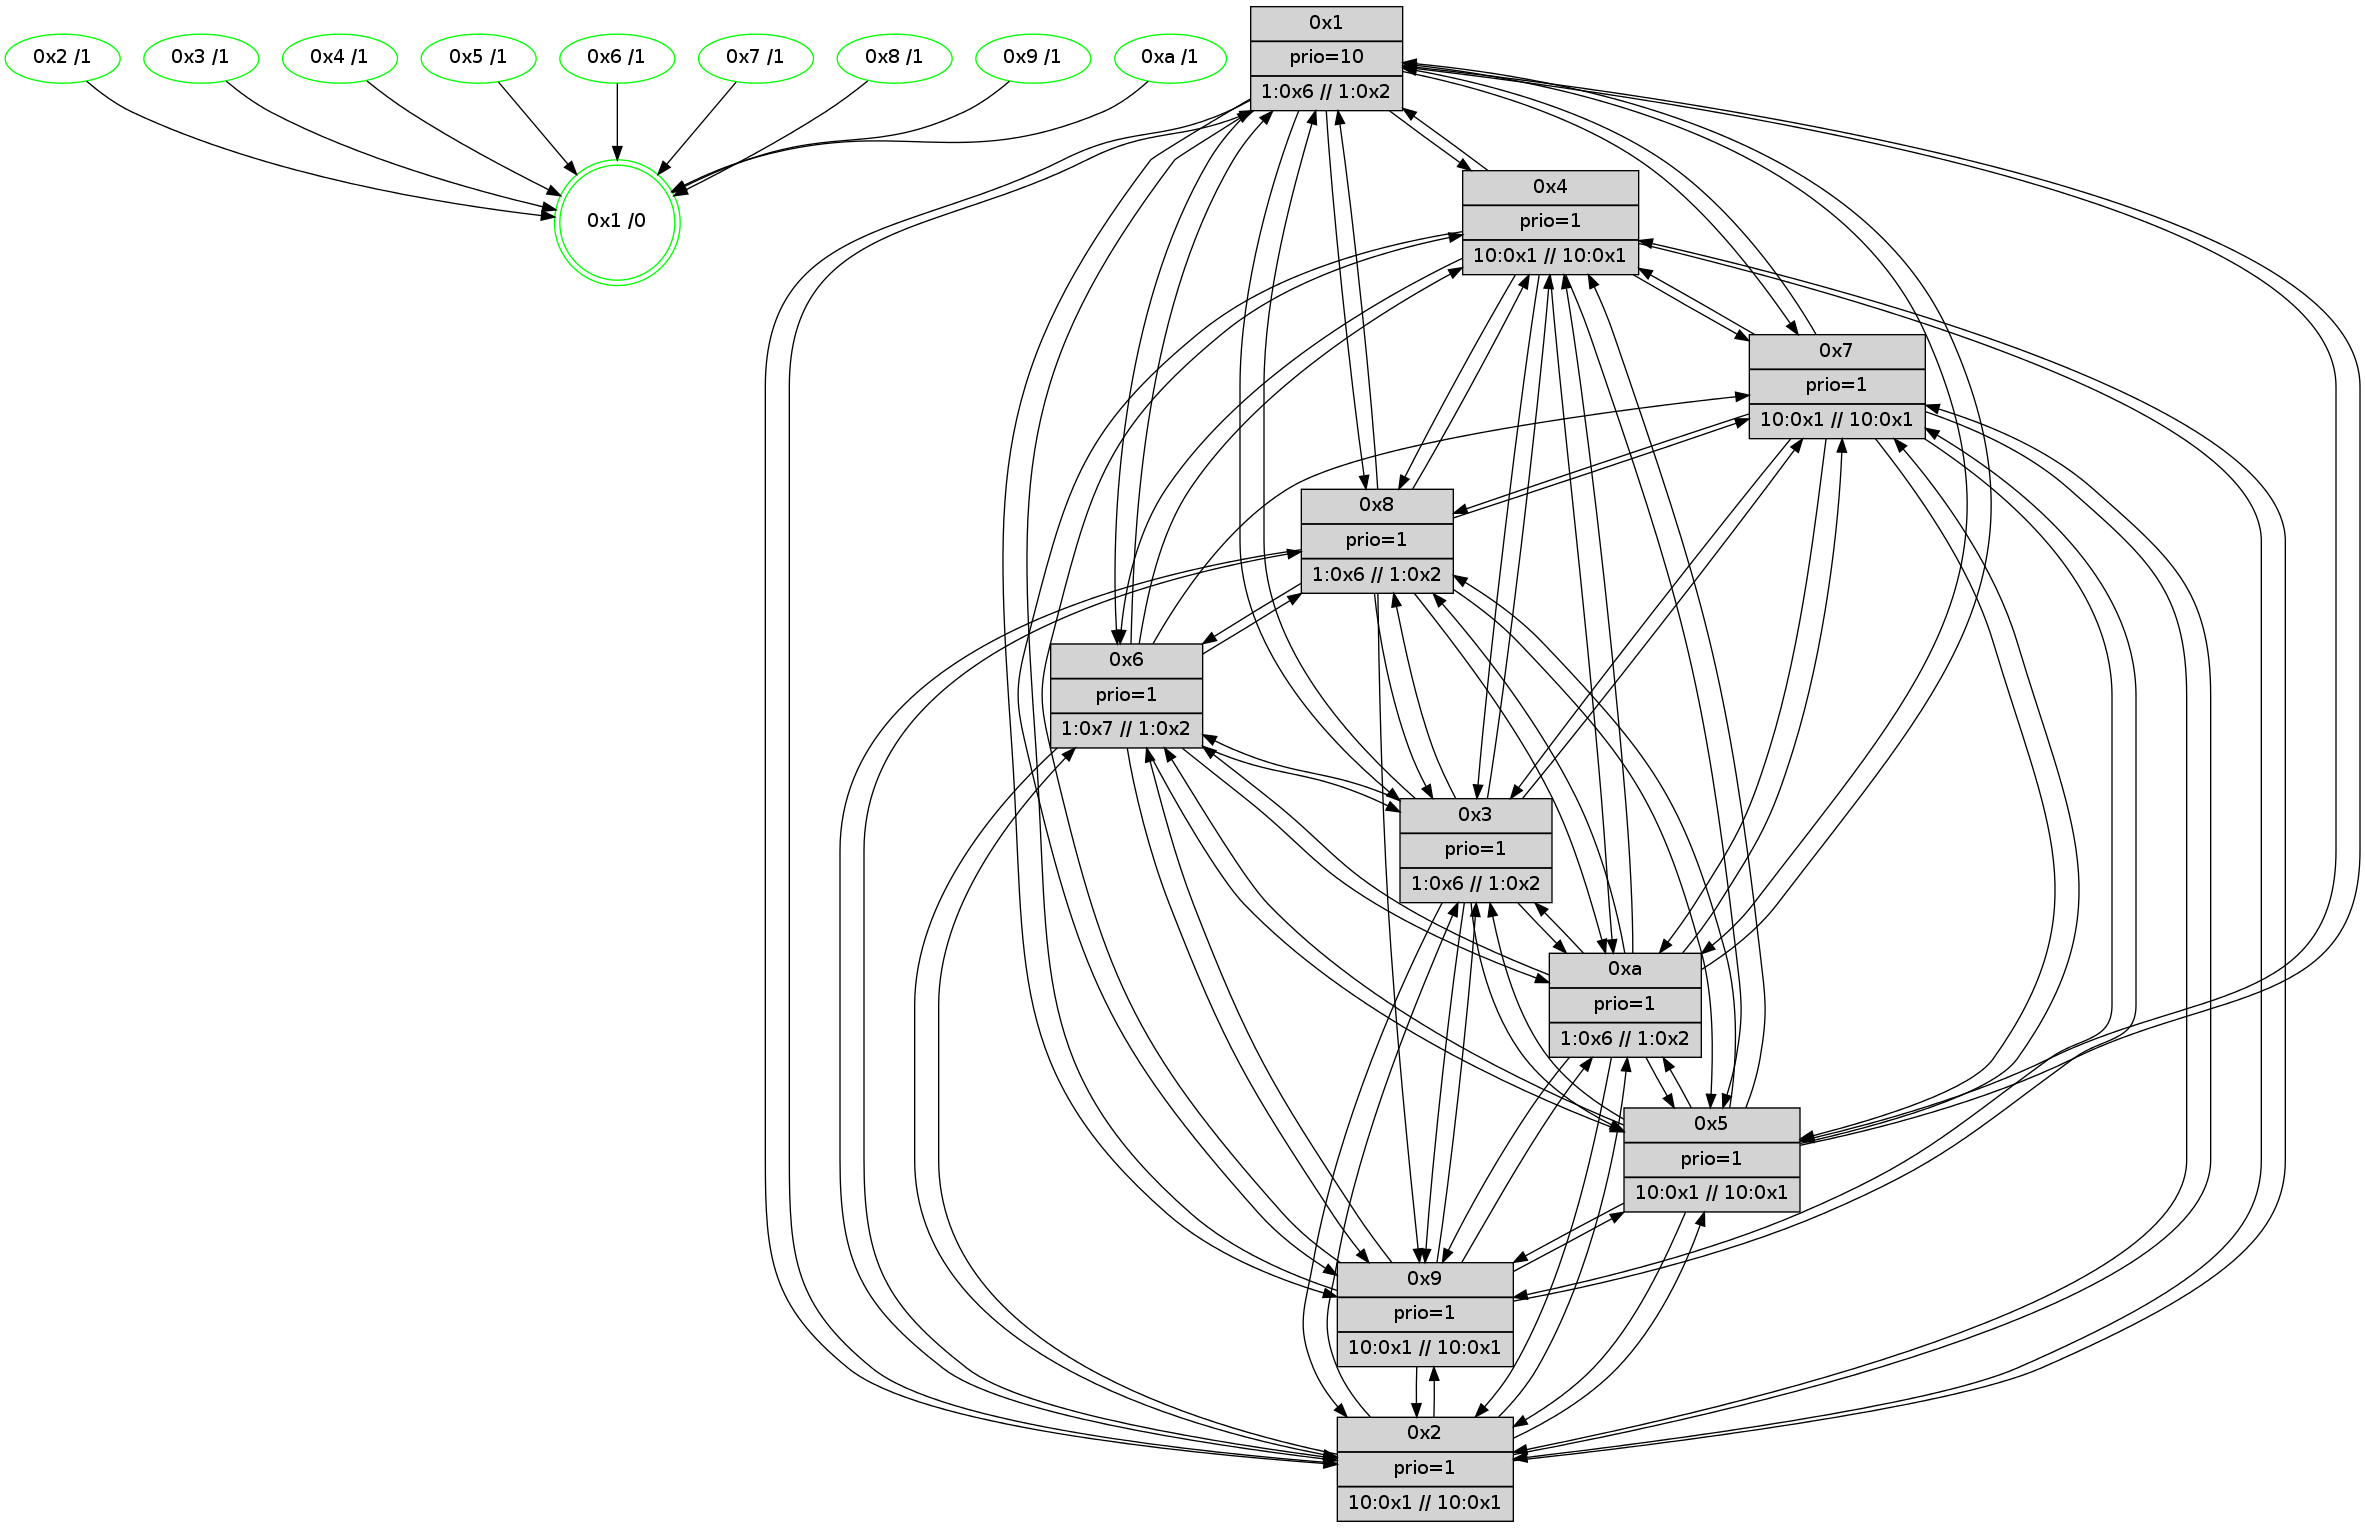 0x2 /1
0x3 /1
0x4 /1
0x5 /1
0x6 /1
0x7 /1
0x8 /1
0x9 /1
0xa /1
0x1 /0
0x1
prio=10
1:0x6 // 1:0x2
0x4
prio=1
10:0x1 // 10:0x1
0x7
prio=1
10:0x1 // 10:0x1
0x8
prio=1
1:0x6 // 1:0x2
0x6
prio=1
1:0x7 // 1:0x2
0x3
prio=1
1:0x6 // 1:0x2
0xa
prio=1
1:0x6 // 1:0x2
0x5
prio=1
10:0x1 // 10:0x1
0x9
prio=1
10:0x1 // 10:0x1
0x2
prio=1
10:0x1 // 10:0x1